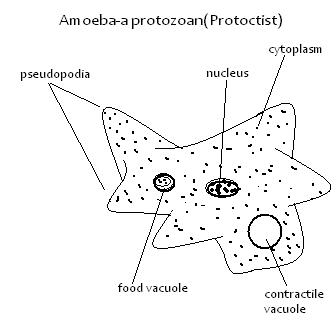 Amoeba-a protozoan(Protoctist)
cytoplasm
pseudopodia
nucleus
food vacuole
contractile
vacuole